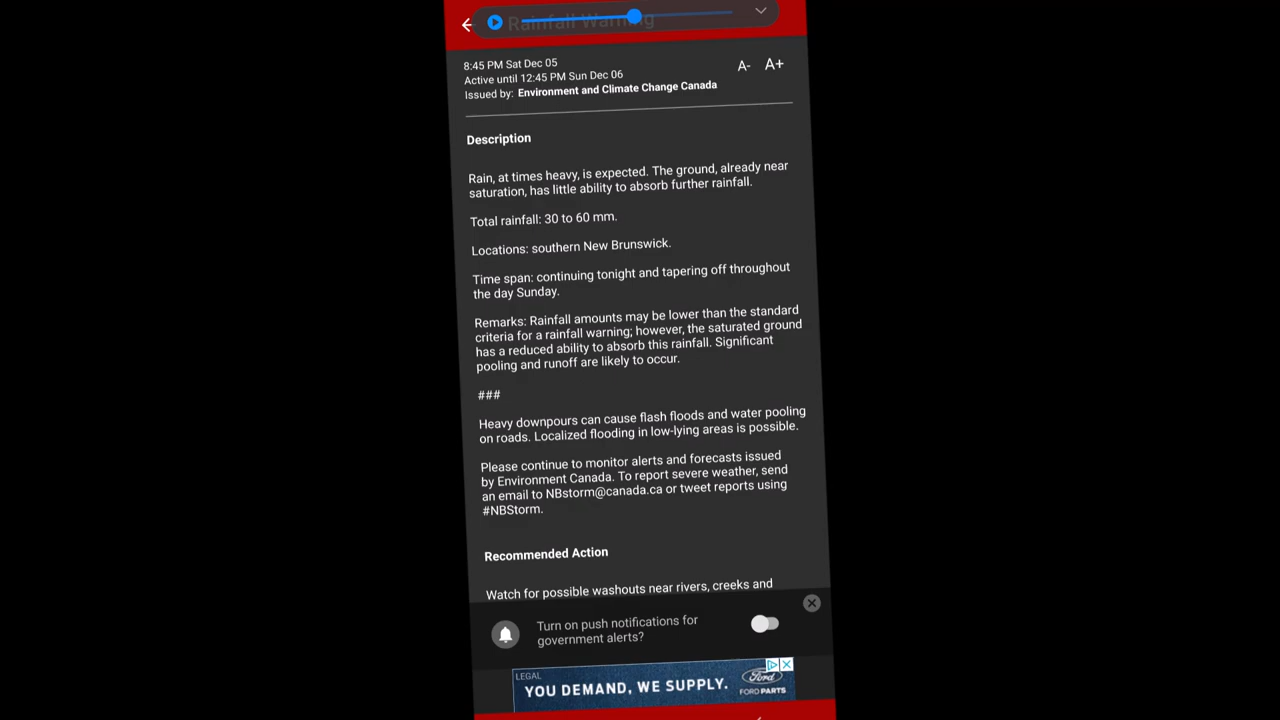 Rainfall Warning
8:45 PM Sat Dec 05
Active until 12:45 PM Sun Dec 06
Issued by: Environment and Climate Change Canada
A- A+
Description
Rain, at times heavy, is expected. The ground, already near
saturation, has little ability to absorb further rainfall.
Total rainfall: 30 to 60 mm.
Locations: southern New Brunswick.
Time span: continuing tonight and tapering off throughout
the day Sunday.
Remarks: Rainfall amounts may be lower than the standard
criteria for a rainfall warning; however, the saturated ground
has a reduced ability to absorb this rainfall. Significant
pooling and runoff are likely to occur.
###
Heavy downpours can cause flash floods and water pooling
on roads. Localized flooding in low-lying areas is possible.
Please continue to monitor alerts and forecasts issued
by Environment Canada. To report severe weather, send
an email to NBstorm@canada.ca or tweet reports using
#NBStorm.
Recommended Action
Watch for possible washouts near rivers, creeks and
Turn on push notifications for
government alerts?
LEGAL
YOU DEMAND, WE SUPPLY.
Ford
FORD PARTS